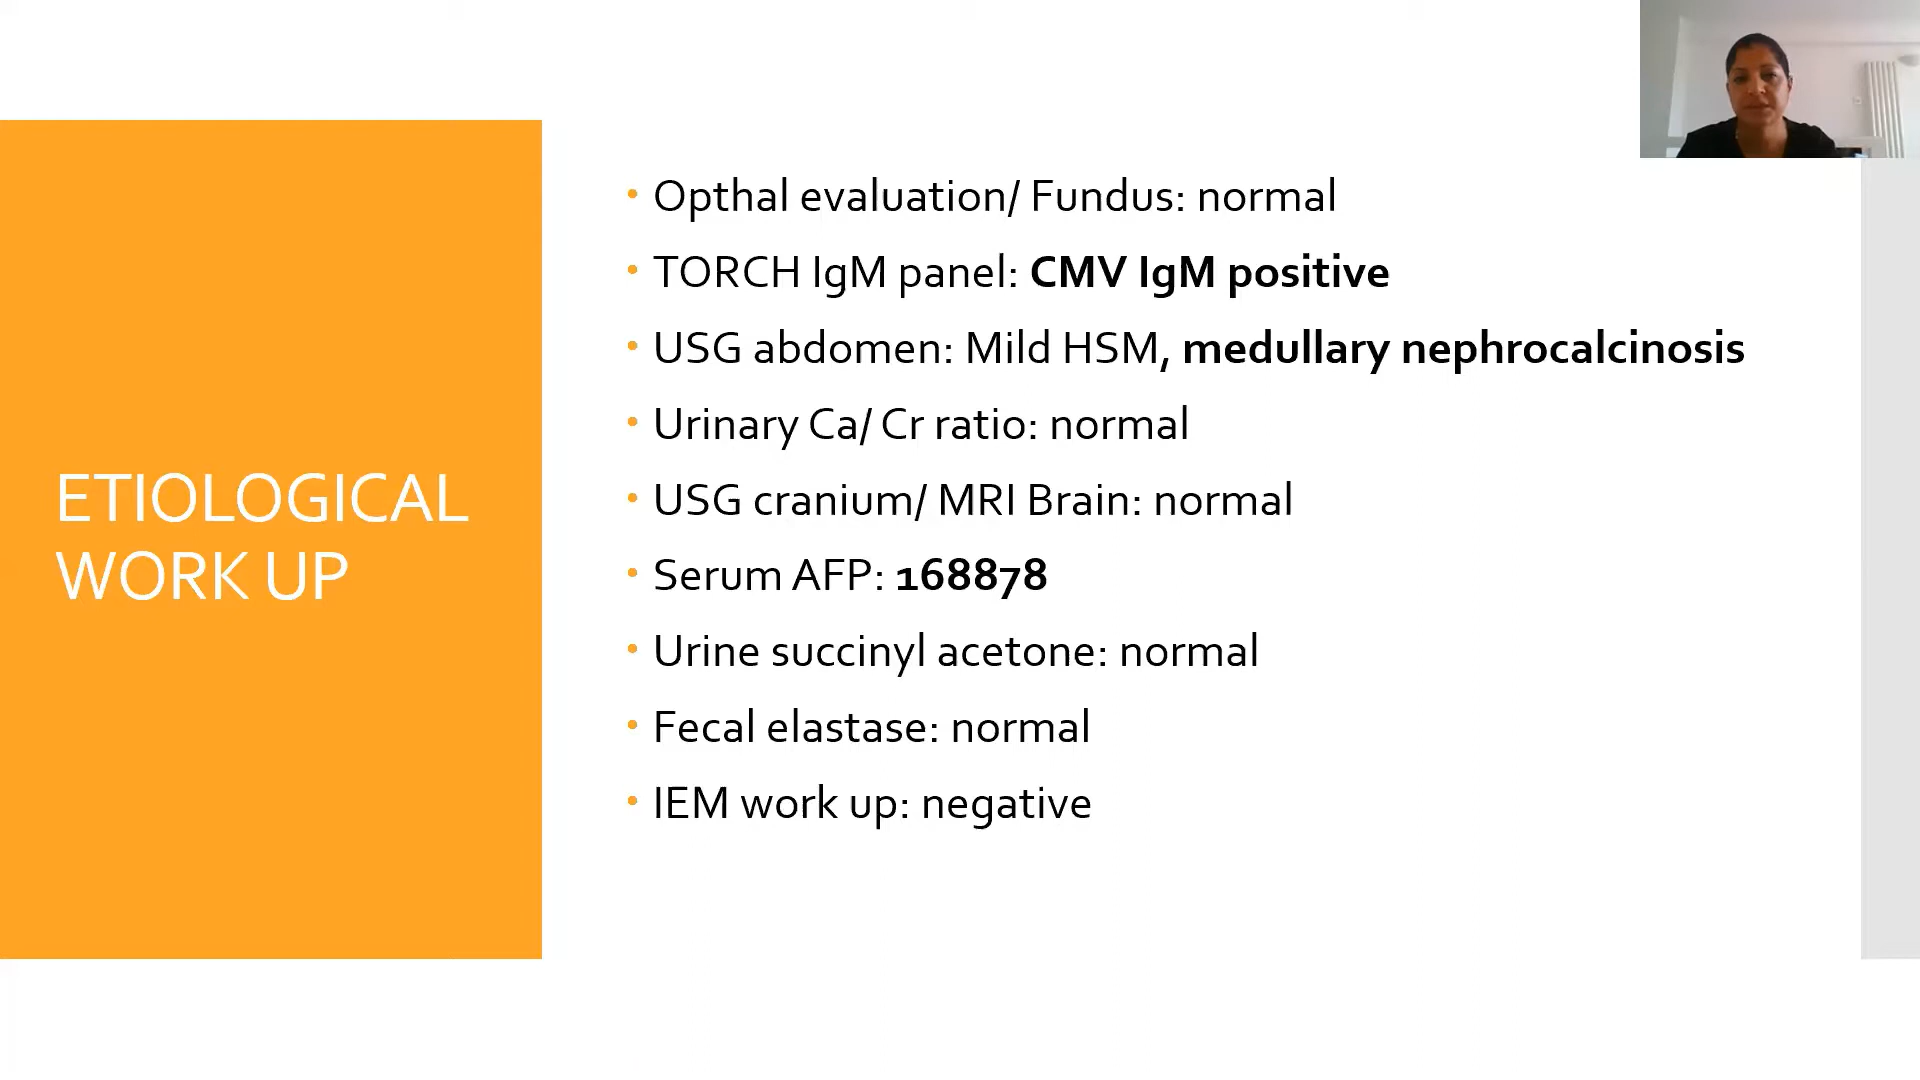 ETIOLOGICAL
WORK UP
• Opthal evaluation/ Fundus: normal
• TORCH IgM panel: CMV IgM positive
• USG abdomen: Mild HSM, medullary nephrocalcinosis
• Urinary Ca/ Cr ratio: normal
• USG cranium/ MRI Brain: normal
• Serum AFP: 168878
• Urine succinyl acetone: normal
• Fecal elastase: normal
• IEM work up: negative